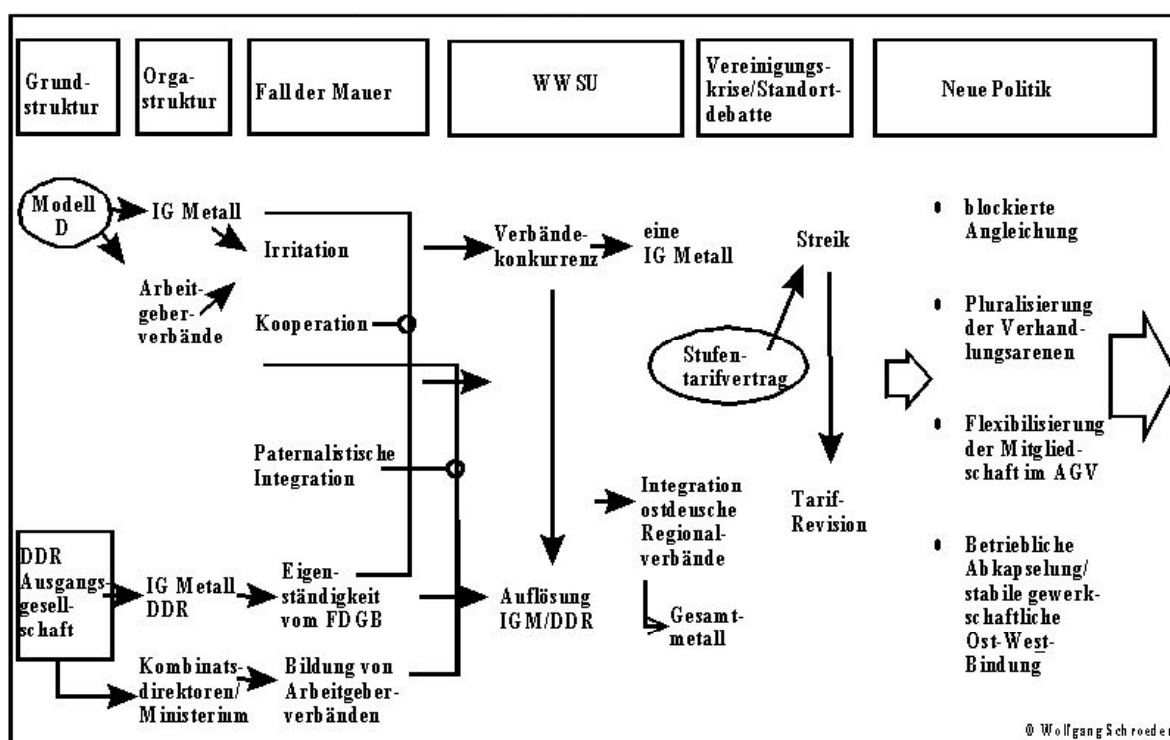 Grund-
struktur
Orga-
struktur
Fall der Mauer
WWSU
Vereinigungs-
krise/Standort-
debatte
Neue Politik
Modell
D
IG Metall
Arbeit-
geber-
verbände
Irritation
Kooperation
Paternalistische
Integration
DDR
Ausgangs-
gesell-
schaft
IG Metall
DDR
Kombinats-
direktoren/
Ministerium
Eigen-
ständigkeit
vom FDGB
Bildung von
Arbeitgeber-
verbänden
Verbände-
konkurrenz
Auflösung
IGM/DDR
eine
IG Metall
Integration
ostdeusche
Regional-
verbände
Gesamt-
metall
Streik
Stufen-
tarifvertrag
Tarif-
Revision
• blockierte
Angleichung
• Pluralisierung
der Verhand-
lungsarenen
• Flexibilisierung
der Mitglied-
schaft im AGV
• Betriebliche
Abkapselung/
stabile gewerk-
schaftliche
Ost-West-
Bindung
© Wolfgang Schroeder